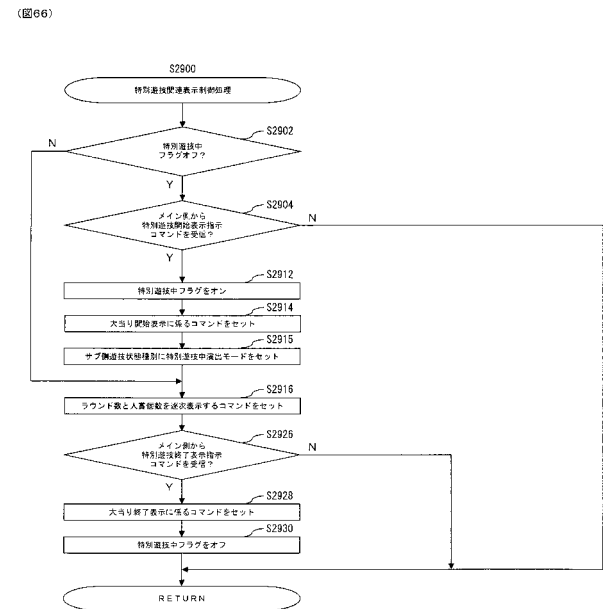 (図66)
S2900
特別遊技関連表示制御処理
S2902
特別遊技中
フラグオフ?
N
Y
S2904
メイン側から
特別遊技開始表示指示
コマンドを受信?
N
Y
S2912
特別遊技中フラグをオン
S2914
大当り開始表示に係るコマンドをセット
S2915
サブ側遊技状態種別に特別遊技中演出モードをセット
S2916
ラウンド数と入賞個数を逐次表示するコマンドをセット
S2926
メイン側から
特別遊技終了表示指示
コマンドを受信?
N
Y
S2928
大当り終了表示に係るコマンドをセット
S2930
特別遊技中フラグをオフ
RETURN